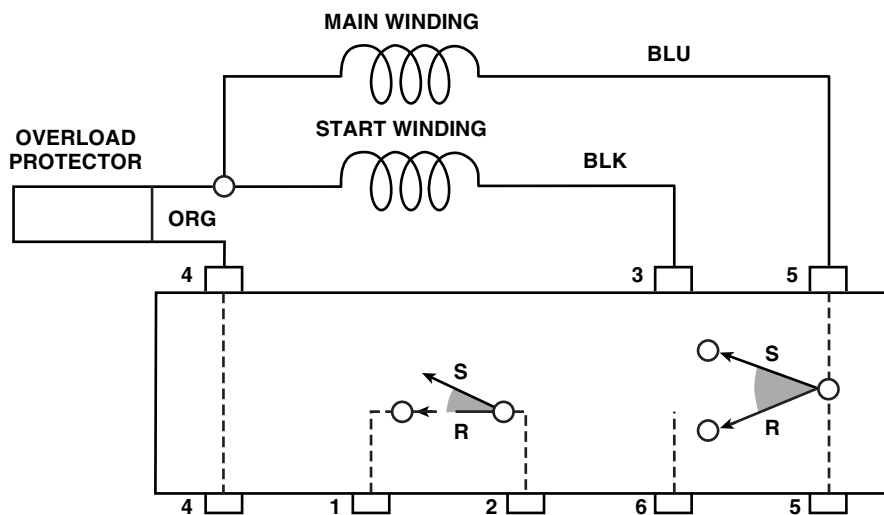 MAIN WINDING
BLU
START WINDING
BLK
OVERLOAD
PROTECTOR
ORG
4
3
5
S
R
S
R
4
1
2
6
5